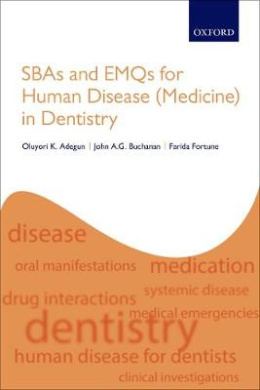 OXFORD
SBAs and EMQs for
Human Disease (Medicine)
in Dentistry
Oluyori K. Adegun | John A.G. Buchanan | Farida Fortune
disease
oral manifestations medication
drug interactions systemic disease
medical emergencies
dentistry
human disease for dentists
clinical investigations